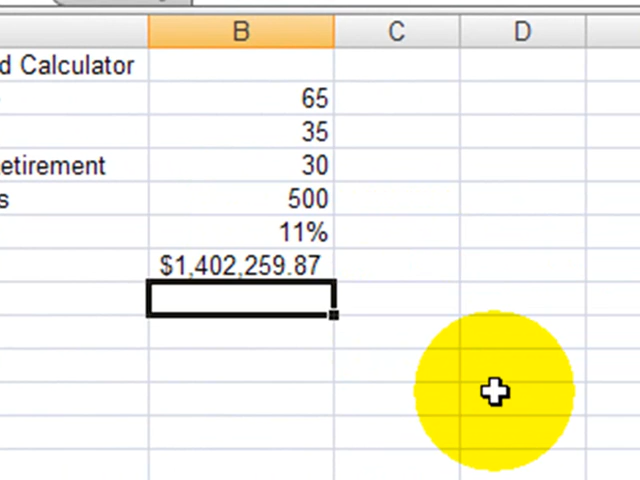 B C D
d Calculator
65
35
etirement 30
s 500
11%
$1,402,259.87